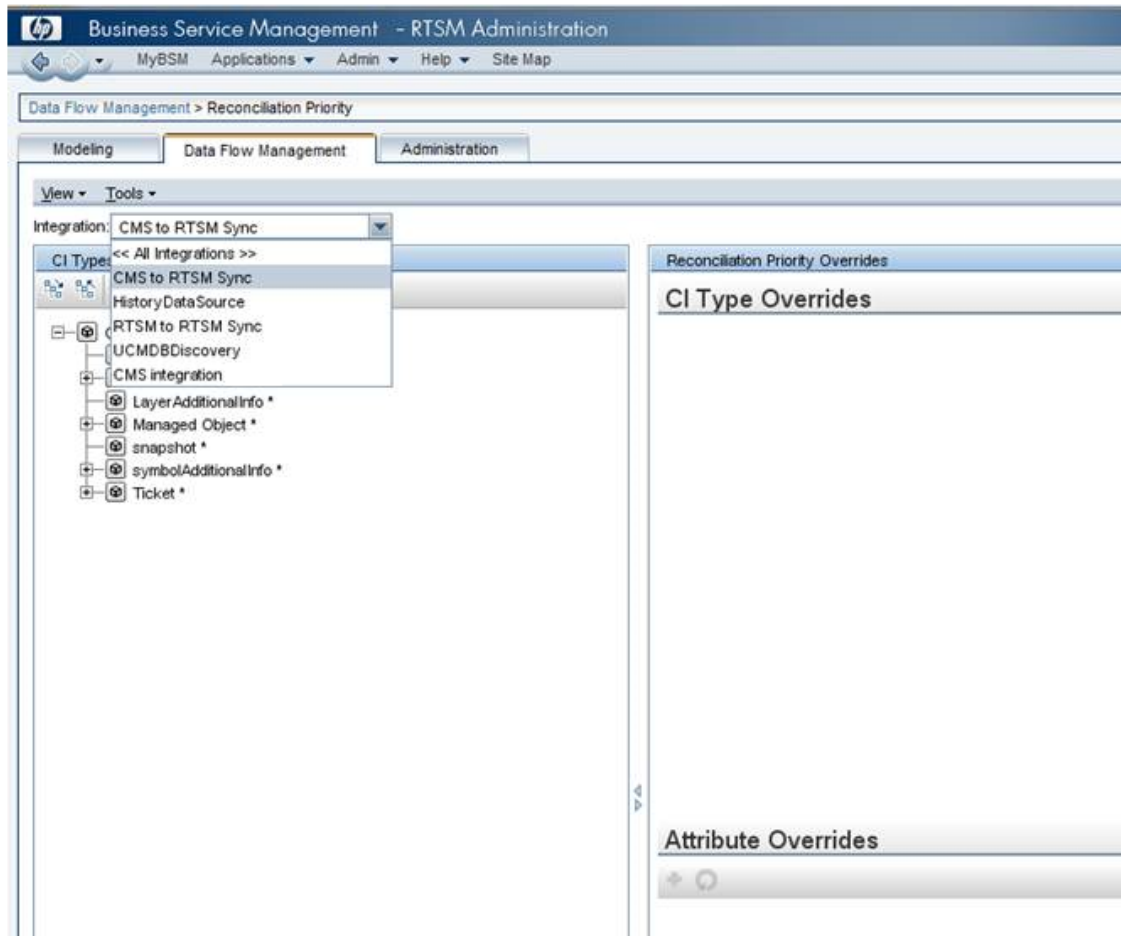 hp Business Service Management - RTSM Administration
MyBSM Applications Admin Help Site Map
Data Flow Management > Reconciliation Priority
Modeling Data Flow Management Administration
View Tools
Integration: CMS to RTSM Sync
CI Types
<< All Integrations >>
CMS to RTSM Sync
HistoryDataSource
RTSM to RTSM Sync
UCMDBDiscovery
CMS integration
LayerAdditionalInfo *
Managed Object *
snapshot *
symbolAdditionalInfo *
Ticket *
Reconciliation Priority Overrides
CI Type Overrides
Attribute Overrides